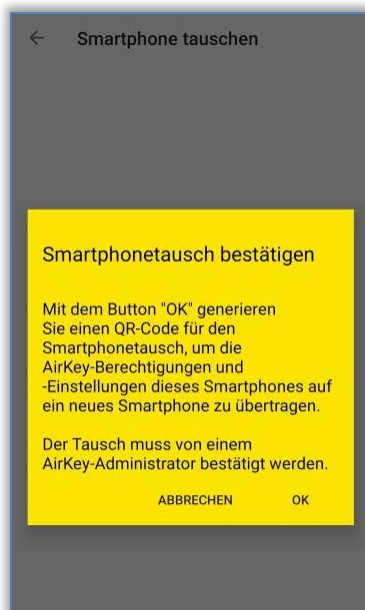 Smartphone tauschen
Smartphonetausch bestätigen
Mit dem Button "OK" generieren
Sie einen QR-Code für den
Smartphonetausch, um die
AirKey-Berechtigungen und
-Einstellungen dieses Smartphones auf
ein neues Smartphone zu übertragen.
Der Tausch muss von einem
AirKey-Administrator bestätigt werden.
ABBRECHEN OK